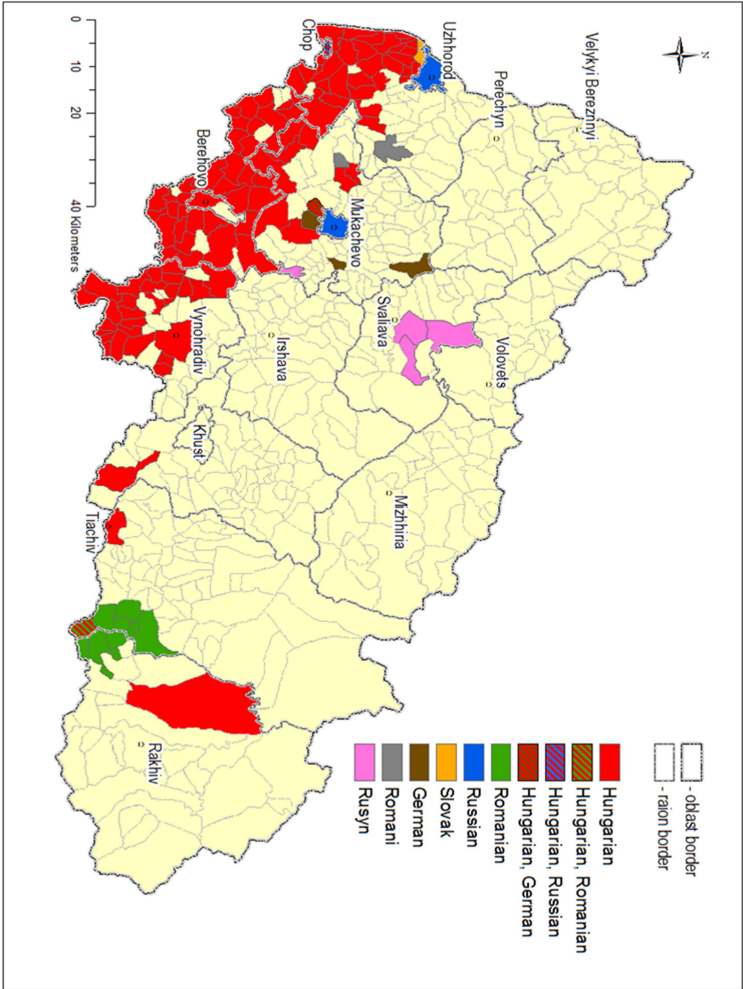 N
Velykyi Bereznnyi
Perechyn
Uzhhorod
Chop
Volovets
Svaliava
Mukachevo
Berehovo
Mizhhiria
Irshava
Vynohradiv
Khust
Tiachiv
Rakhiv
0
10
20
40 Kilometers
- oblast border
- raion border
Hungarian
Hungarian, Romanian
Hungarian, Russian
Hungarian, German
Romanian
Russian
Slovak
German
Romani
Rusyn